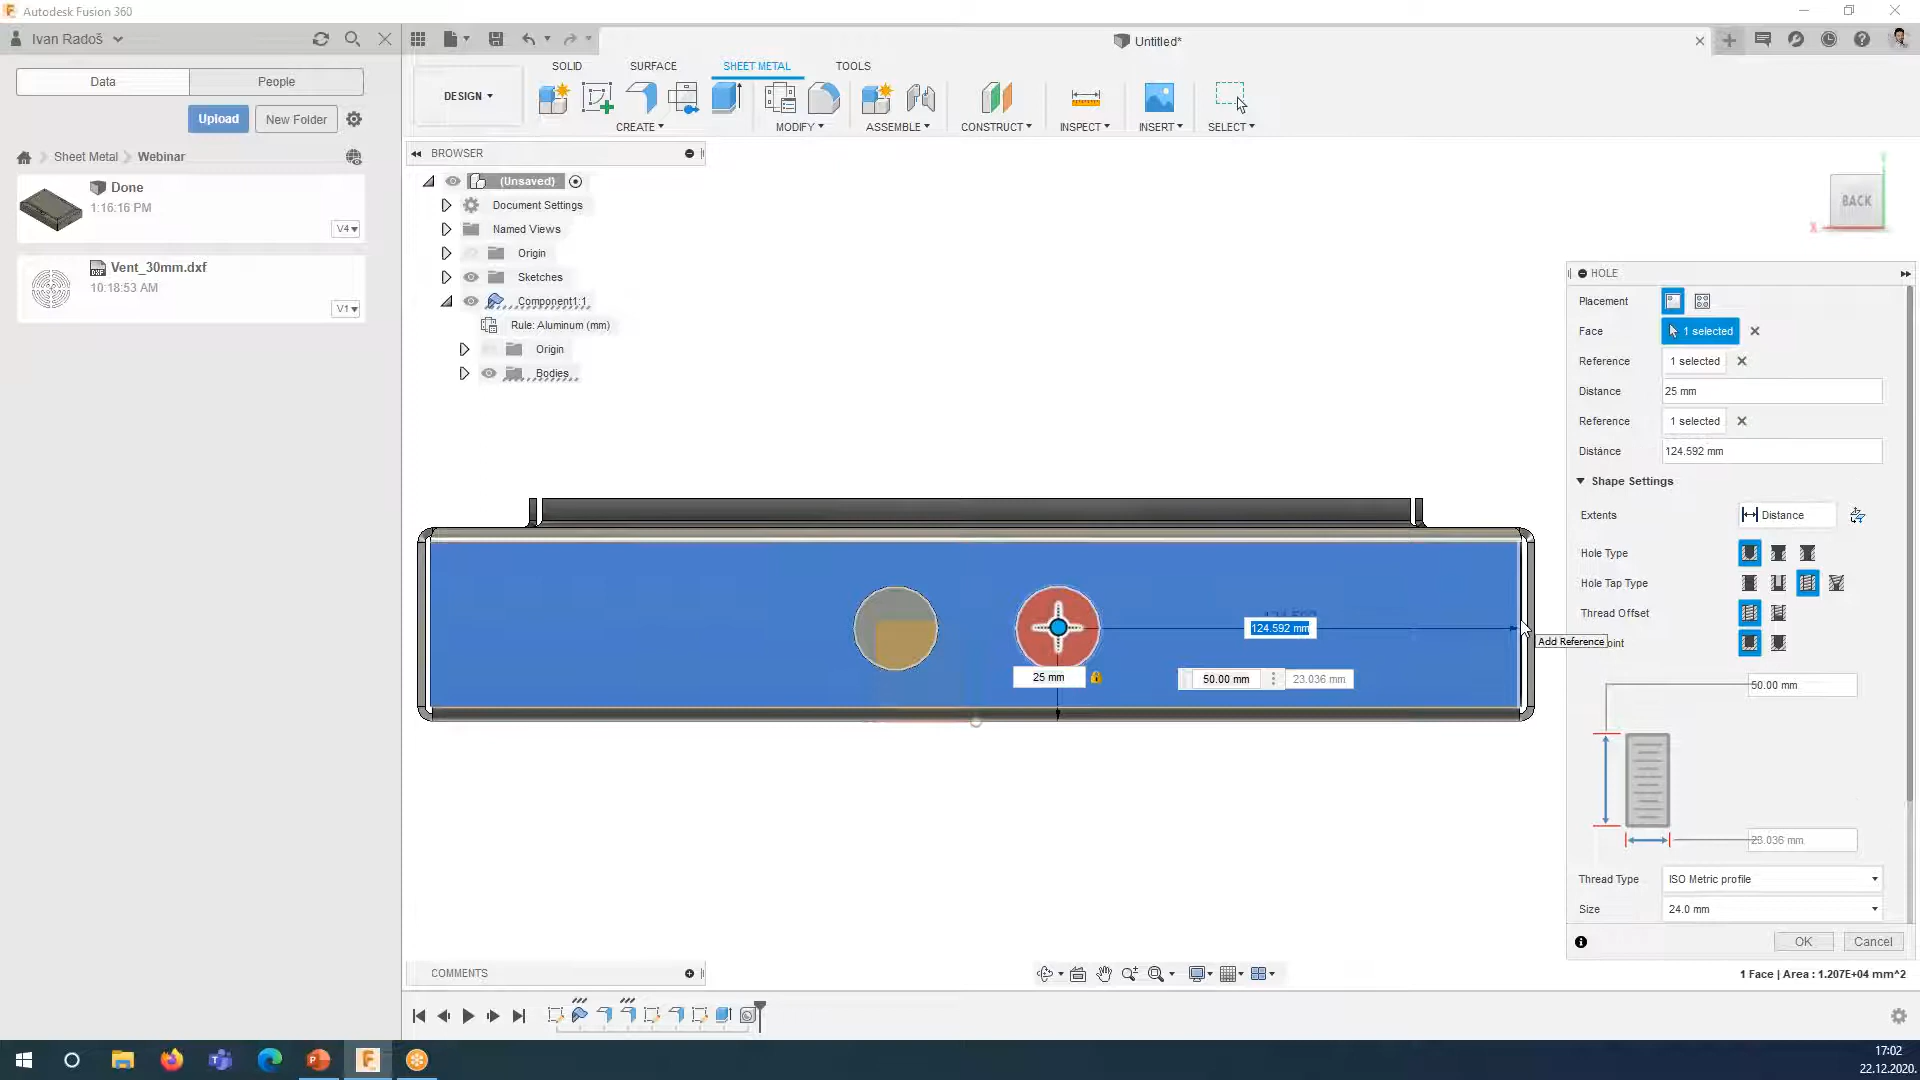 Autodesk Fusion 360
Ivan Radoš
Untitled*
Data
People
Upload
New Folder
Sheet Metal
Webinar
Done
1:16:16 PM
V4
Vent_30mm.dxf
10:18:53 AM
V1
SOLID
SURFACE
SHEET METAL
TOOLS
DESIGN
CREATE
MODIFY
ASSEMBLE
CONSTRUCT
INSPECT
INSERT
SELECT
BROWSER
(Unsaved)
Document Settings
Named Views
Origin
Sketches
Component1:1
Rule: Aluminum (mm)
Origin
Bodies
BACK
X
124.592 mm
25 mm
50.00 mm
23.036 mm
Add Reference
HOLE
Placement
Face
1 selected
Reference
1 selected
Distance
25 mm
Reference
1 selected
Distance
124.592 mm
Shape Settings
Extents
Distance
Hole Type
Hole Tap Type
Thread Offset
oint
50.00 mm
23.036 mm
Thread Type
ISO Metric profile
Size
24.0 mm
OK
Cancel
1 Face | Area : 1.207E+04 mm^2
COMMENTS
17:02
22.12.2020.